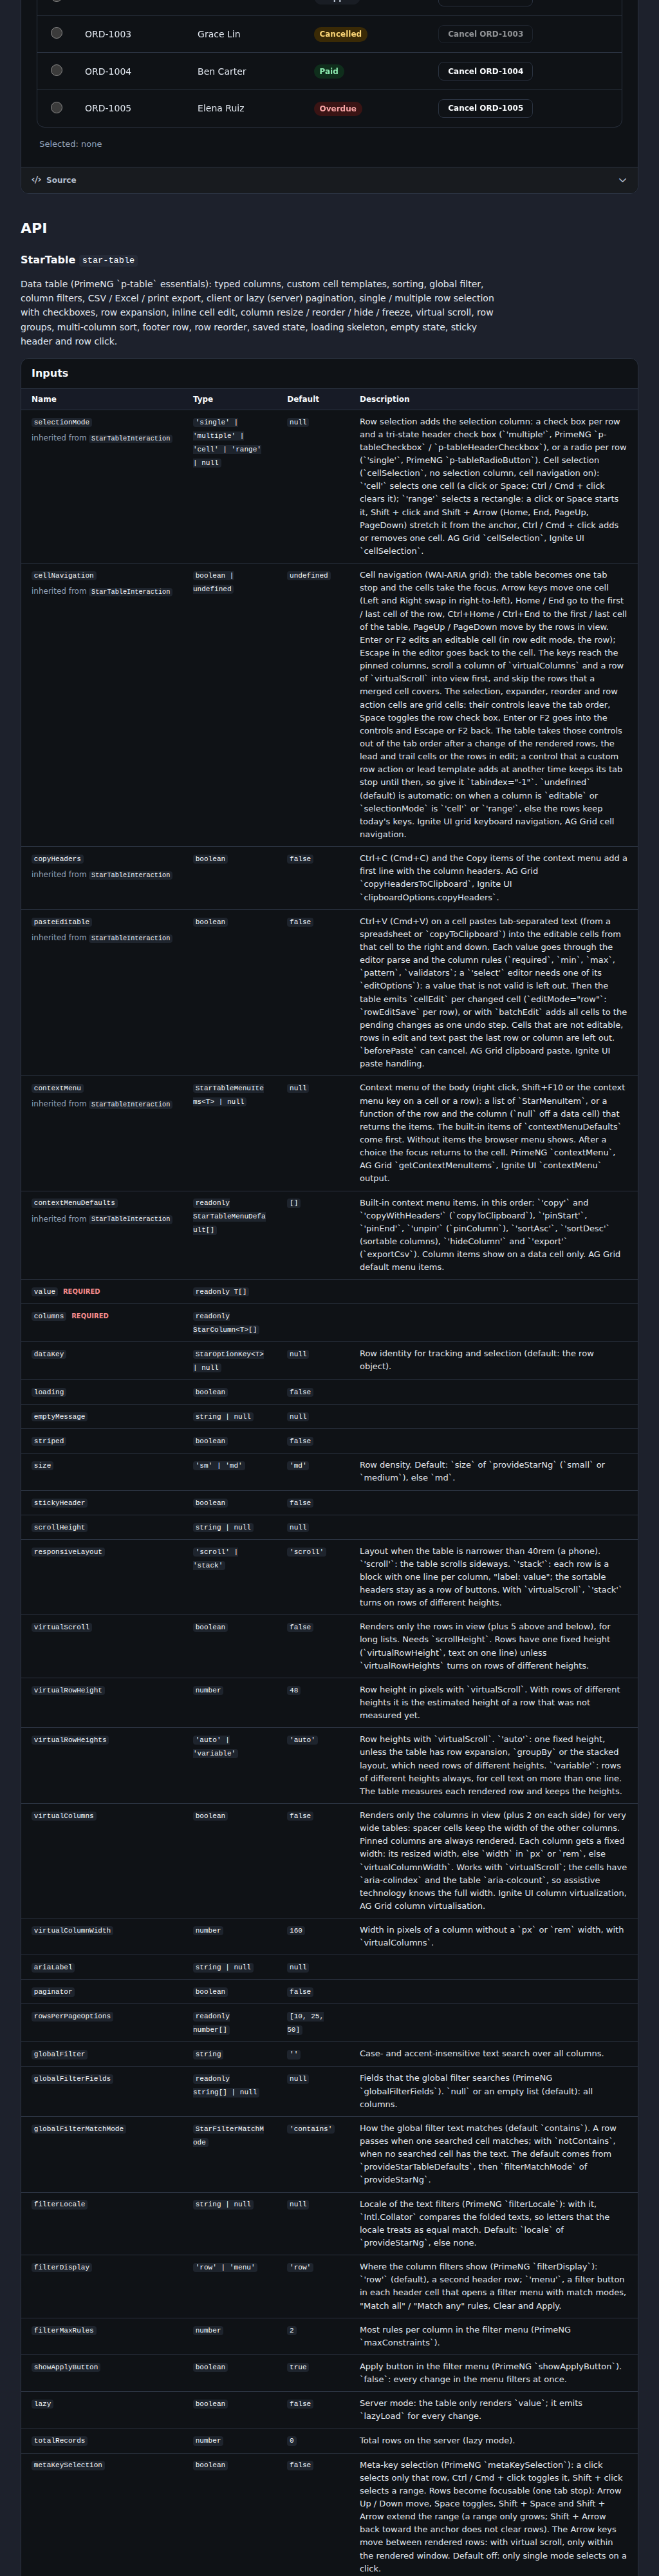 ORD-1003 Grace Lin Cancelled Cancel ORD-1003
ORD-1004 Ben Carter Paid Cancel ORD-1004
ORD-1005 Elena Ruiz Overdue Cancel ORD-1005
Selected: none
</> Source
API
StarTable star-table
Data table (PrimeNG `p-table` essentials): typed columns, custom cell templates, sorting, global filter,
column filters, CSV / Excel / print export, client or lazy (server) pagination, single / multiple row selection
with checkboxes, row expansion, inline cell edit, column resize / reorder / hide / freeze, virtual scroll, row
groups, multi-column sort, footer row, row reorder, saved state, loading skeleton, empty state, sticky
header and row click.
Inputs
Name Type Default Description
selectionMode
inherited from StarTableInteraction
'single' |
'multiple' |
'cell' | 'range'
| null
null
Row selection adds the selection column: a check box per row
and a tri-state header check box (`'multiple'`, PrimeNG `p-
tableCheckbox` / `p-tableHeaderCheckbox`), or a radio per row
(`'single'`, PrimeNG `p-tableRadioButton`). Cell selection
(`cellSelection`, no selection column, cell navigation on):
`'cell'` selects one cell (a click or Space; Ctrl / Cmd + click
clears it); `'range'` selects a rectangle: a click or Space starts
it, Shift + click and Shift + Arrow (Home, End, PageUp,
PageDown) stretch it from the anchor, Ctrl / Cmd + click adds
or removes one cell. AG Grid `cellSelection`, Ignite UI
`cellSelection`.
cellNavigation
inherited from StarTableInteraction
boolean |
undefined
undefined
Cell navigation (WAI-ARIA grid): the table becomes one tab
stop and the cells take the focus. Arrow keys move one cell
(Left and Right swap in right-to-left), Home / End go to the first
/ last cell of the row, Ctrl+Home / Ctrl+End to the first / last cell
of the table, PageUp / PageDown move by the rows in view.
Enter or F2 edits an editable cell (in row edit mode, the row);
Escape in the editor goes back to the cell. The keys reach the
pinned columns, scroll a column of `virtualColumns` and a row
of `virtualScroll` into view first, and skip the rows that a
merged cell covers. The selection, expander, reorder and row
action cells are grid cells: their controls leave the tab order,
Space toggles the row check box, Enter or F2 goes into the
controls and Escape or F2 back. The table takes those controls
out of the tab order after a change of the rendered rows, the
lead and trail cells or the rows in edit; a control that a custom
row action or lead template adds at another time keeps its tab
stop until then, so give it `tabindex="-1"`. `undefined`
(default) is automatic: on when a column is `editable` or
`selectionMode` is `'cell'` or `'range'`, else the rows keep
today's keys. Ignite UI grid keyboard navigation, AG Grid cell
navigation.
copyHeaders
inherited from StarTableInteraction
boolean
false
Ctrl+C (Cmd+C) and the Copy items of the context menu add a
first line with the column headers. AG Grid
`copyHeadersToClipboard`, Ignite UI
`clipboardOptions.copyHeaders`.
pasteEditable
inherited from StarTableInteraction
boolean
false
Ctrl+V (Cmd+V) on a cell pastes tab-separated text (from a
spreadsheet or `copyToClipboard`) into the editable cells from
that cell to the right and down. Each value goes through the
editor parse and the column rules (`required`, `min`, `max`,
`pattern`, `validators`; a `'select'` editor needs one of its
`editOptions`): a value that is not valid is left out. Then the
table emits `cellEdit` per changed cell (`editMode="row"`:
`rowEditSave` per row), or with `batchEdit` adds all cells to the
pending changes as one undo step. Cells that are not editable,
rows in edit and text past the last row or column are left out.
`beforePaste` can cancel. AG Grid clipboard paste, Ignite UI
paste handling.
contextMenu
inherited from StarTableInteraction
StarTableMenuIte
ms<T> | null
null
Context menu of the body (right click, Shift+F10 or the context
menu key on a cell or a row): a list of `StarMenuItem`, or a
function of the row and the column (`null` off a data cell) that
returns the items. The built-in items of `contextMenuDefaults`
come first. Without items the browser menu shows. After a
choice the focus returns to the cell. PrimeNG `contextMenu`,
AG Grid `getContextMenuItems`, Ignite UI `contextMenu`
output.
contextMenuDefaults
inherited from StarTableInteraction
readonly
StarTableMenuDefa
ult[]
[]
Built-in context menu items, in this order: `'copy'` and
`'copyWithHeaders'` (`copyToClipboard`), `'pinStart'`,
`'pinEnd'`, `'unpin'` (`pinColumn`), `'sortAsc'`, `'sortDesc'`
(sortable columns), `'hideColumn'` and `'export'`
(`exportCsv`). Column items show on a data cell only. AG Grid
default menu items.
value REQUIRED readonly T[]
columns REQUIRED readonly
StarColumn<T>[]
dataKey
StarOptionKey<T>
| null
null
Row identity for tracking and selection (default: the row
object).
loading boolean false
emptyMessage string | null null
striped boolean false
size 'sm' | 'md' 'md'
Row density. Default: `size` of `provideStarNg` (`small` or
`medium`), else `md`.
stickyHeader boolean false
scrollHeight string | null null
responsiveLayout
'scroll' |
'stack'
'scroll'
Layout when the table is narrower than 40rem (a phone).
`'scroll'`: the table scrolls sideways. `'stack'`: each row is a
block with one line per column, "label: value"; the sortable
headers stay as a row of buttons. With `virtualScroll`, `'stack'`
turns on rows of different heights.
virtualScroll boolean false
Renders only the rows in view (plus 5 above and below), for
long lists. Needs `scrollHeight`. Rows have one fixed height
(`virtualRowHeight`, text on one line) unless
`virtualRowHeights` turns on rows of different heights.
virtualRowHeight number 48
Row height in pixels with `virtualScroll`. With rows of different
heights it is the estimated height of a row that was not
measured yet.
virtualRowHeights
'auto' |
'variable'
'auto'
Row heights with `virtualScroll`. `'auto'`: one fixed height,
unless the table has row expansion, `groupBy` or the stacked
layout, which need rows of different heights. `'variable'`: rows
of different heights always, for cell text on more than one line.
The table measures each rendered row and keeps the heights.
virtualColumns boolean false
Renders only the columns in view (plus 2 on each side) for very
wide tables: spacer cells keep the width of the other columns.
Pinned columns are always rendered. Each column gets a fixed
width: its resized width, else `width` in `px` or `rem`, else
`virtualColumnWidth`. Works with `virtualScroll`; the cells have
`aria-colindex` and the table `aria-colcount`, so assistive
technology knows the full width. Ignite UI column virtualization,
AG Grid column virtualisation.
virtualColumnWidth number 160
Width in pixels of a column without a `px` or `rem` width, with
`virtualColumns`.
ariaLabel string | null null
paginator boolean false
rowsPerPageOptions
readonly
number[]
[10, 25,
50]
globalFilter string ''
Case- and accent-insensitive text search over all columns.
globalFilterFields
readonly
string[] | null
null
Fields that the global filter searches (PrimeNG
`globalFilterFields`). `null` or an empty list (default): all
columns.
globalFilterMatchMode
StarFilterMatchM
ode
'contains'
How the global filter text matches (default `contains`). A row
passes when one searched cell matches; with `notContains`,
when no searched cell has the text. The default comes from
`provideStarTableDefaults`, then `filterMatchMode` of
`provideStarNg`.
filterLocale string | null null
Locale of the text filters (PrimeNG `filterLocale`): with it,
`Intl.Collator` compares the folded texts, so letters that the
locale treats as equal match. Default: `locale` of
`provideStarNg`, else none.
filterDisplay 'row' | 'menu' 'row'
Where the column filters show (PrimeNG `filterDisplay`):
`'row'` (default), a second header row; `'menu'`, a filter button
in each header cell that opens a filter menu with match modes,
"Match all" / "Match any" rules, Clear and Apply.
filterMaxRules number 2
Most rules per column in the filter menu (PrimeNG
`maxConstraints`).
showApplyButton boolean true
Apply button in the filter menu (PrimeNG `showApplyButton`).
`false`: every change in the menu filters at once.
lazy boolean false
Server mode: the table only renders `value`; it emits
`lazyLoad` for every change.
totalRecords number 0
Total rows on the server (lazy mode).
metaKeySelection boolean false
Meta-key selection (PrimeNG `metaKeySelection`): a click
selects only that row, Ctrl / Cmd + click toggles it, Shift + click
selects a range. Rows become focusable (one tab stop): Arrow
Up / Down move, Space toggles, Shift + Space and Shift +
Arrow extend the range (a range only grows; Shift + Arrow
back toward the anchor does not clear rows). The Arrow keys
move between rendered rows: with virtual scroll, only within
the rendered window. Default off: only single mode selects on a
click.